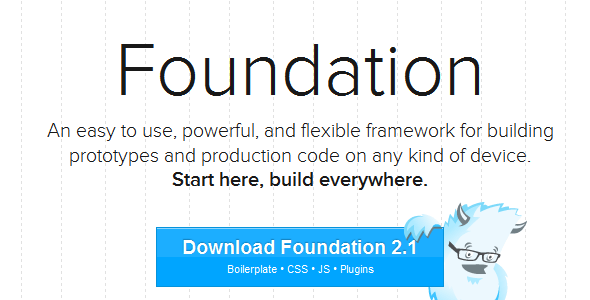 Foundation
An easy to use, powerful, and flexible framework for building
prototypes and production code on any kind of device.
Start here, build everywhere.
Download Foundation 2.1
Boilerplate • CSS • JS • Plugins